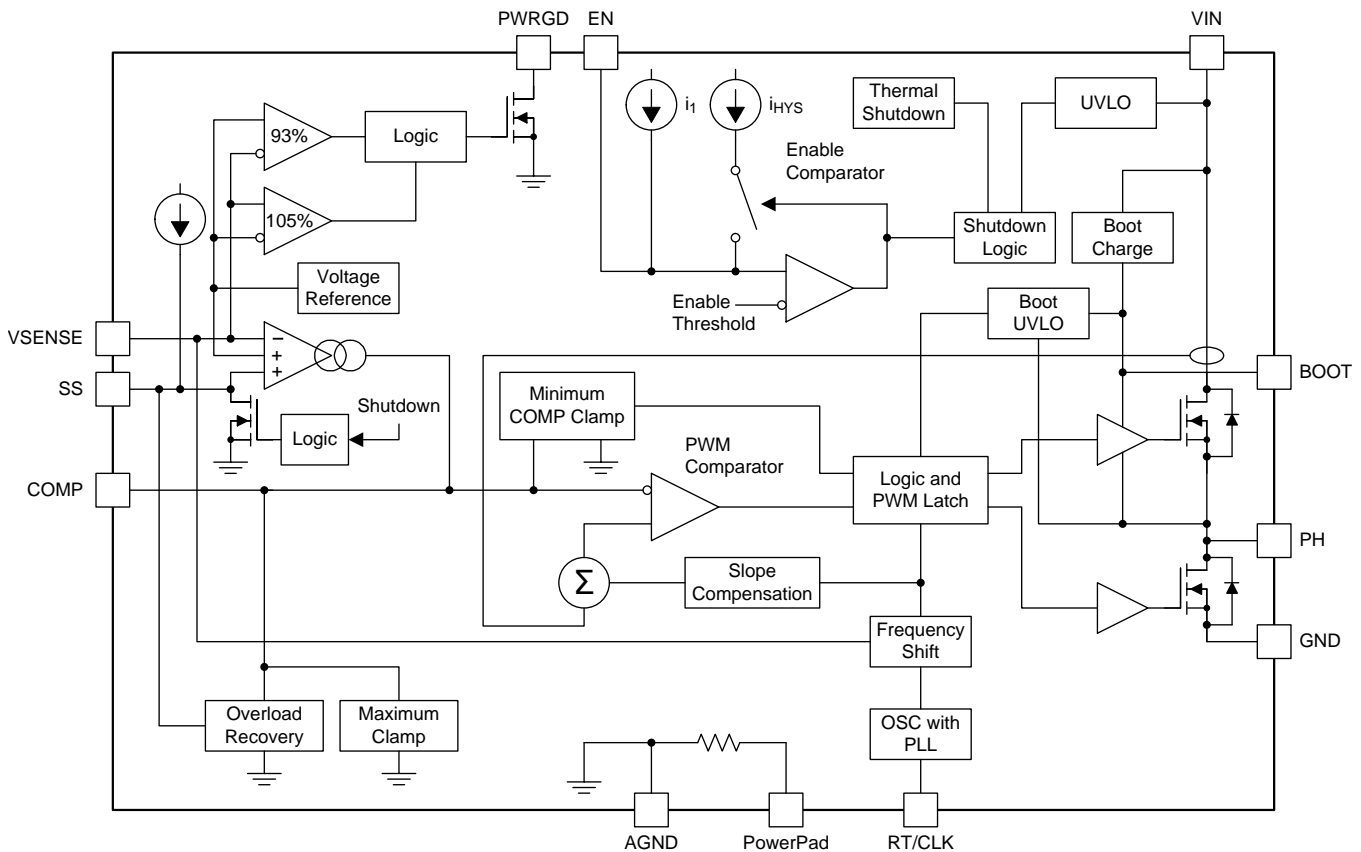 PWRGD
EN
VIN
i1
iHYS
Thermal
Shutdown
UVLO
93%
Logic
Enable
Comparator
105%
Shutdown
Logic
Boot
Charge
Voltage
Reference
Enable
Threshold
Boot
UVLO
VSENSE
−
+
+
SS
BOOT
Shutdown
Logic
Minimum
COMP Clamp
PWM
Comparator
COMP
Logic and
PWM Latch
PH
Σ
Slope
Compensation
Frequency
Shift
GND
Overload
Recovery
Maximum
Clamp
OSC with
PLL
AGND
PowerPad
RT/CLK